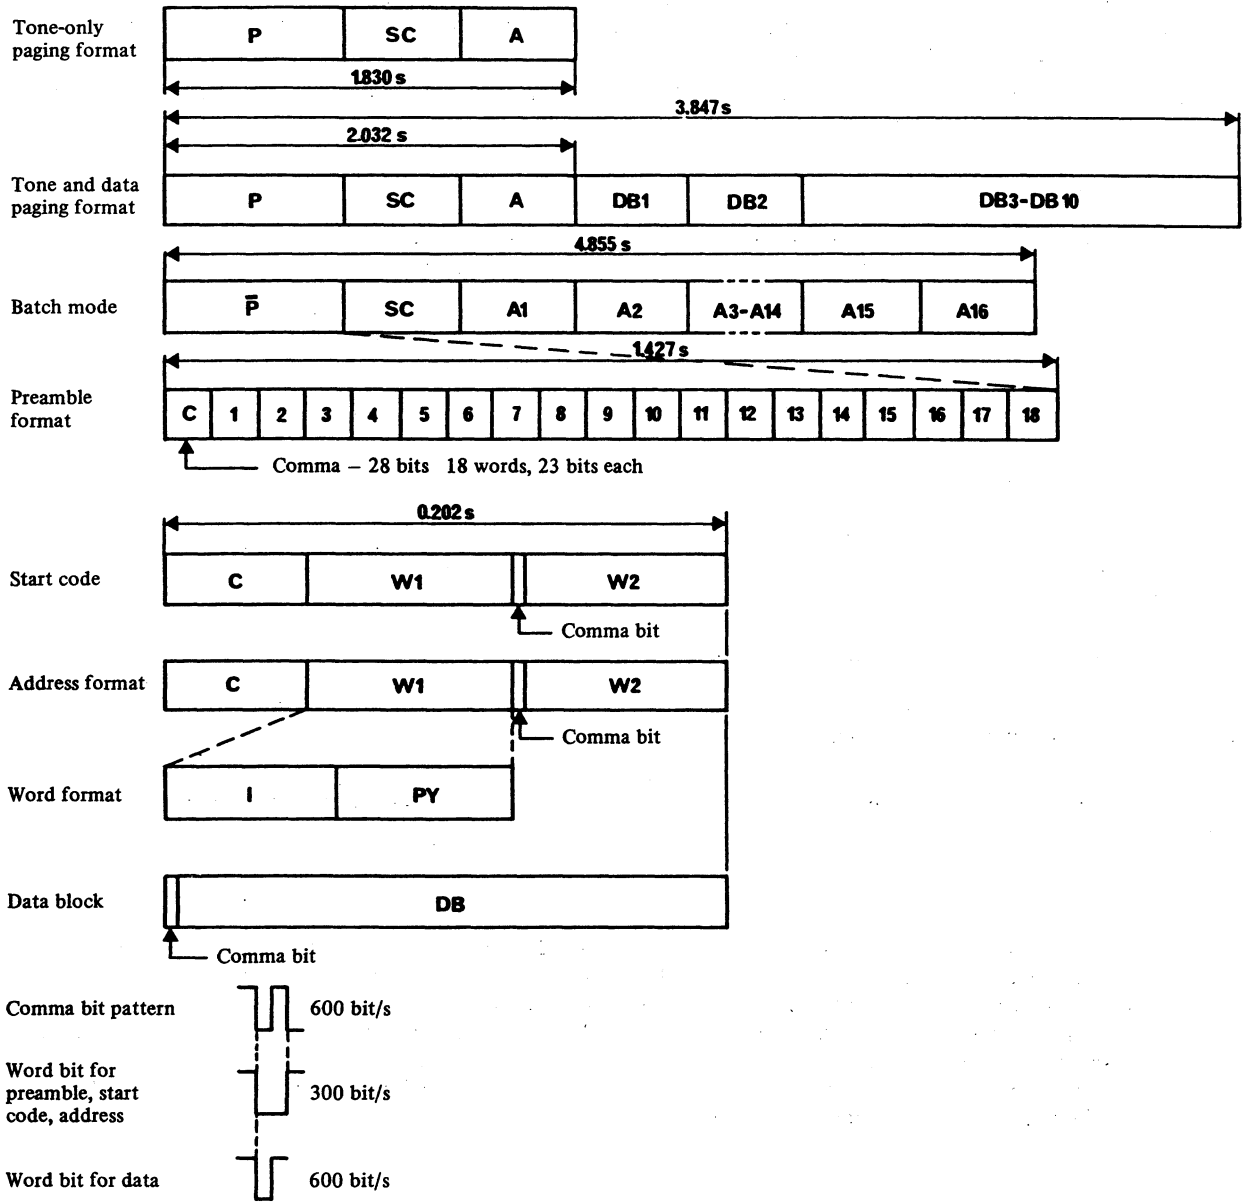 Tone-only
paging format
P SC A
1.830 s
3.847 s
2.032 s
Tone and data
paging format
P SC A DB1 DB2 DB3-DB10
4.855 s
Batch mode
P̄ SC A1 A2 A3-A14 A15 A16
1.427 s
Preamble
format
C 1 2 3 4 5 6 7 8 9 10 11 12 13 14 15 16 17 18
Comma – 28 bits 18 words, 23 bits each
0.202 s
Start code
C W1 W2
Comma bit
Address format
C W1 W2
Comma bit
Word format
I PY
Data block
DB
Comma bit
Comma bit pattern
600 bit/s
Word bit for
preamble, start
code, address
300 bit/s
Word bit for data
600 bit/s